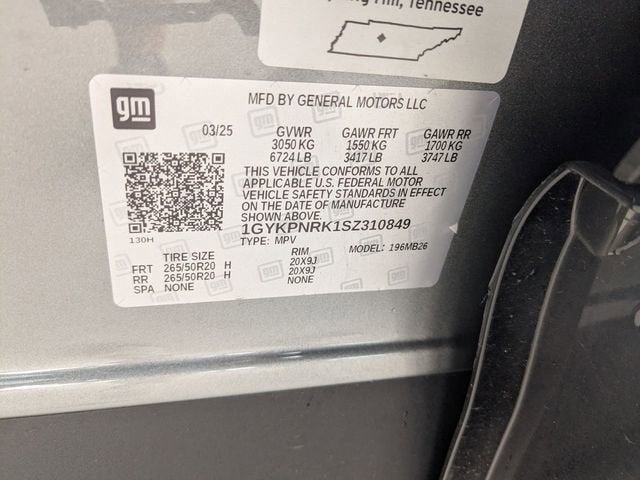 Hill, Tennessee
gm
MFD BY GENERAL MOTORS LLC
03/25 GVWR GAWR FRT GAWR RR
3050 KG 1550 KG 1700 KG
6724 LB 3417 LB 3747 LB
THIS VEHICLE CONFORMS TO ALL
APPLICABLE U.S. FEDERAL MOTOR
VEHICLE SAFETY STANDARDS IN EFFECT
ON THE DATE OF MANUFACTURE
SHOWN ABOVE.
1GYKPNRK1SZ310849
130H TYPE: MPV MODEL: 196MB26
TIRE SIZE RIM
FRT 265/50R20 H 20X9J
RR 265/50R20 H 20X9J
SPA NONE NONE